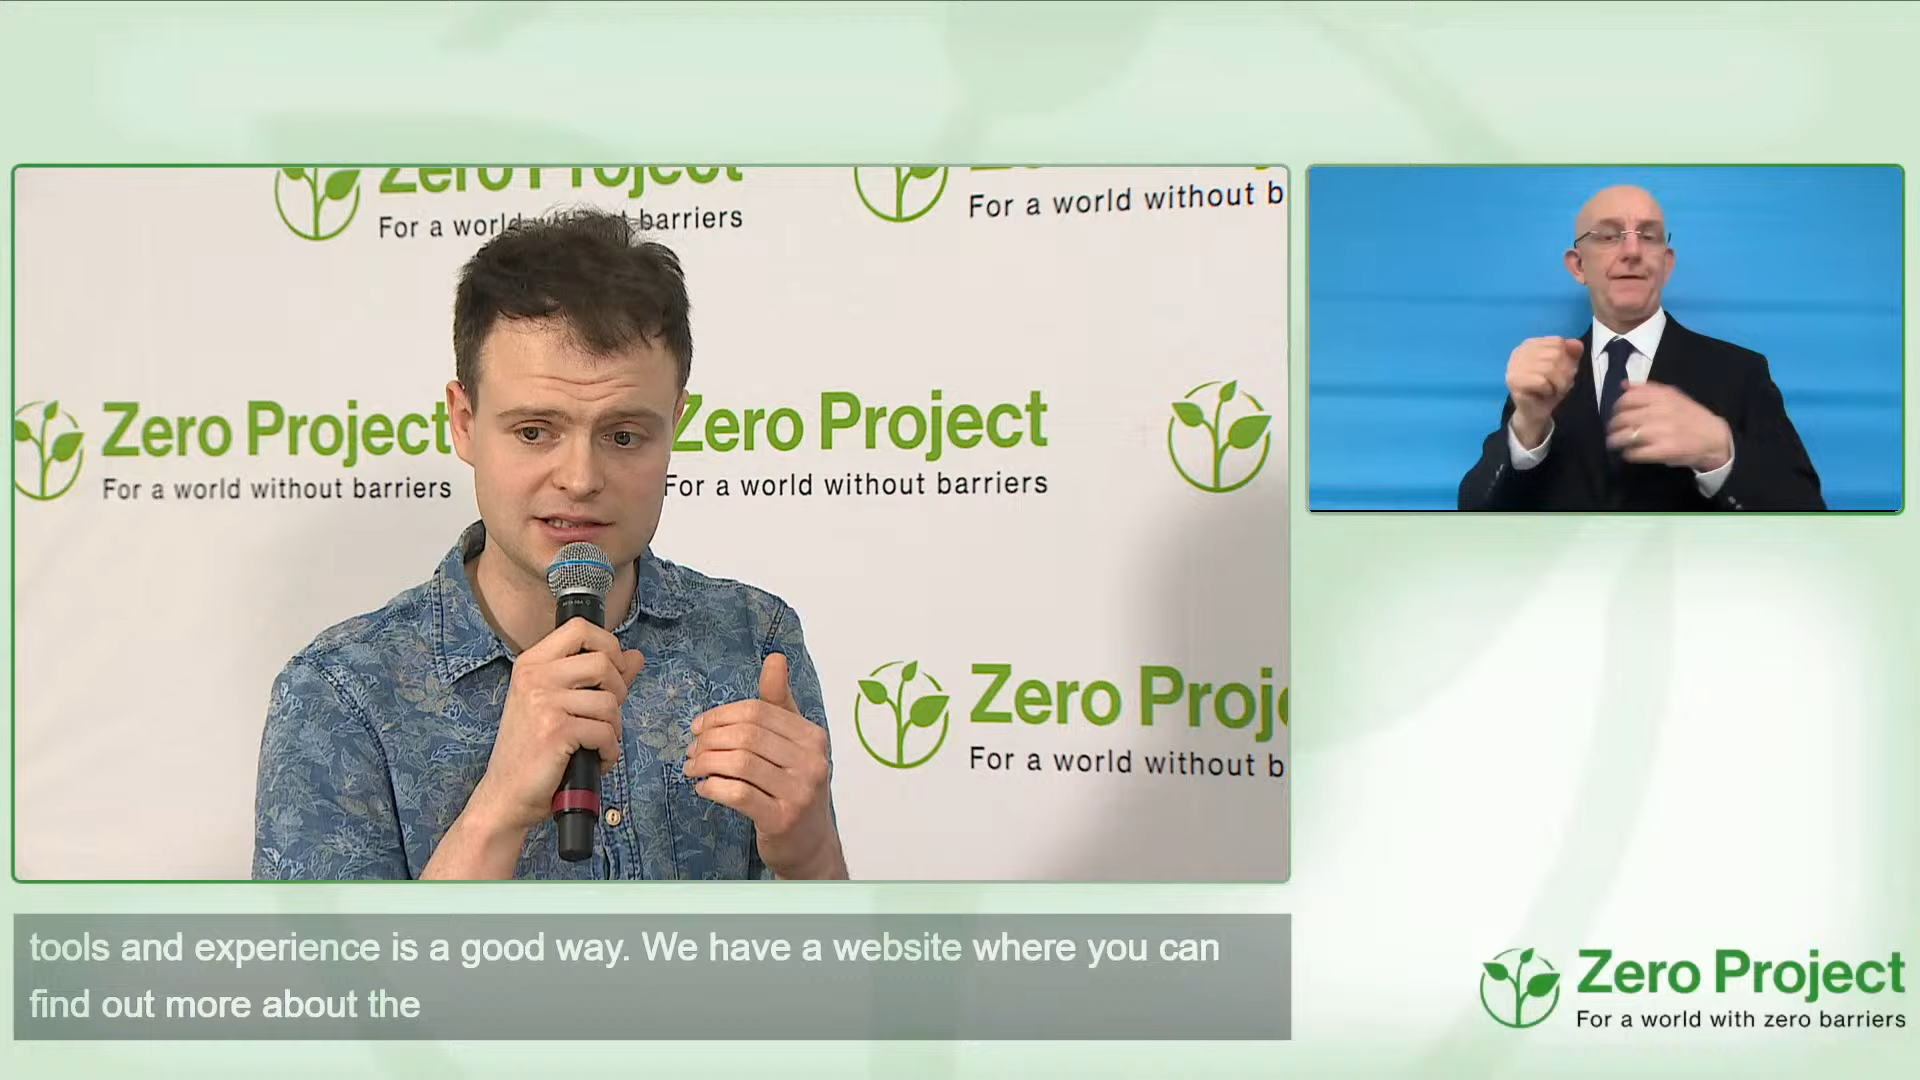 Zero Project
For a world without barriers
For a world without b
Zero Project
For a world without barriers
Zero Project
For a world without barriers
Zero Proje
For a world without b
tools and experience is a good way. We have a website where you can
find out more about the
Zero Project
For a world with zero barriers